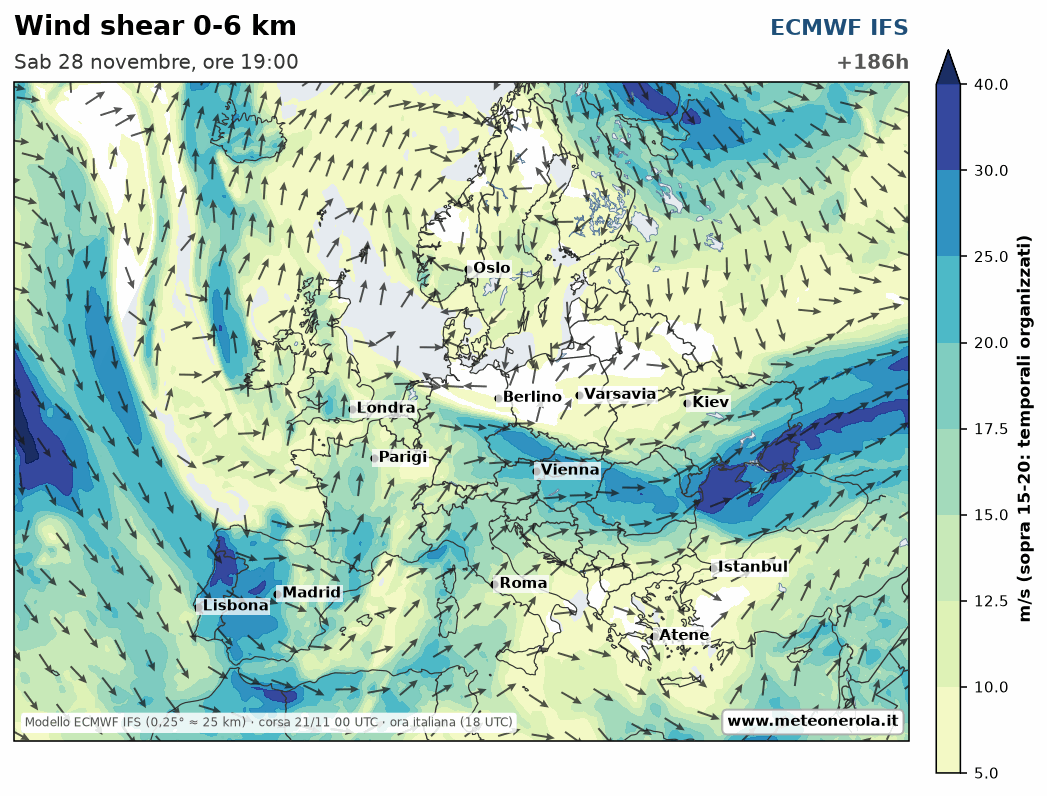 Wind shear 0-6 km
ECMWF IFS
Sab 28 novembre, ore 19:00
+186h
40.0
30.0
25.0
20.0
17.5
15.0
12.5
10.0
5.0
m/s (sopra 15-20: temporali organizzati)
Oslo
Berlino
Varsavia
Kiev
Londra
Parigi
Vienna
Istanbul
Roma
Madrid
Lisbona
Atene
Modello ECMWF IFS (0,25° ≈ 25 km) · corsa 21/11 00 UTC · ora italiana (18 UTC)
www.meteonerola.it